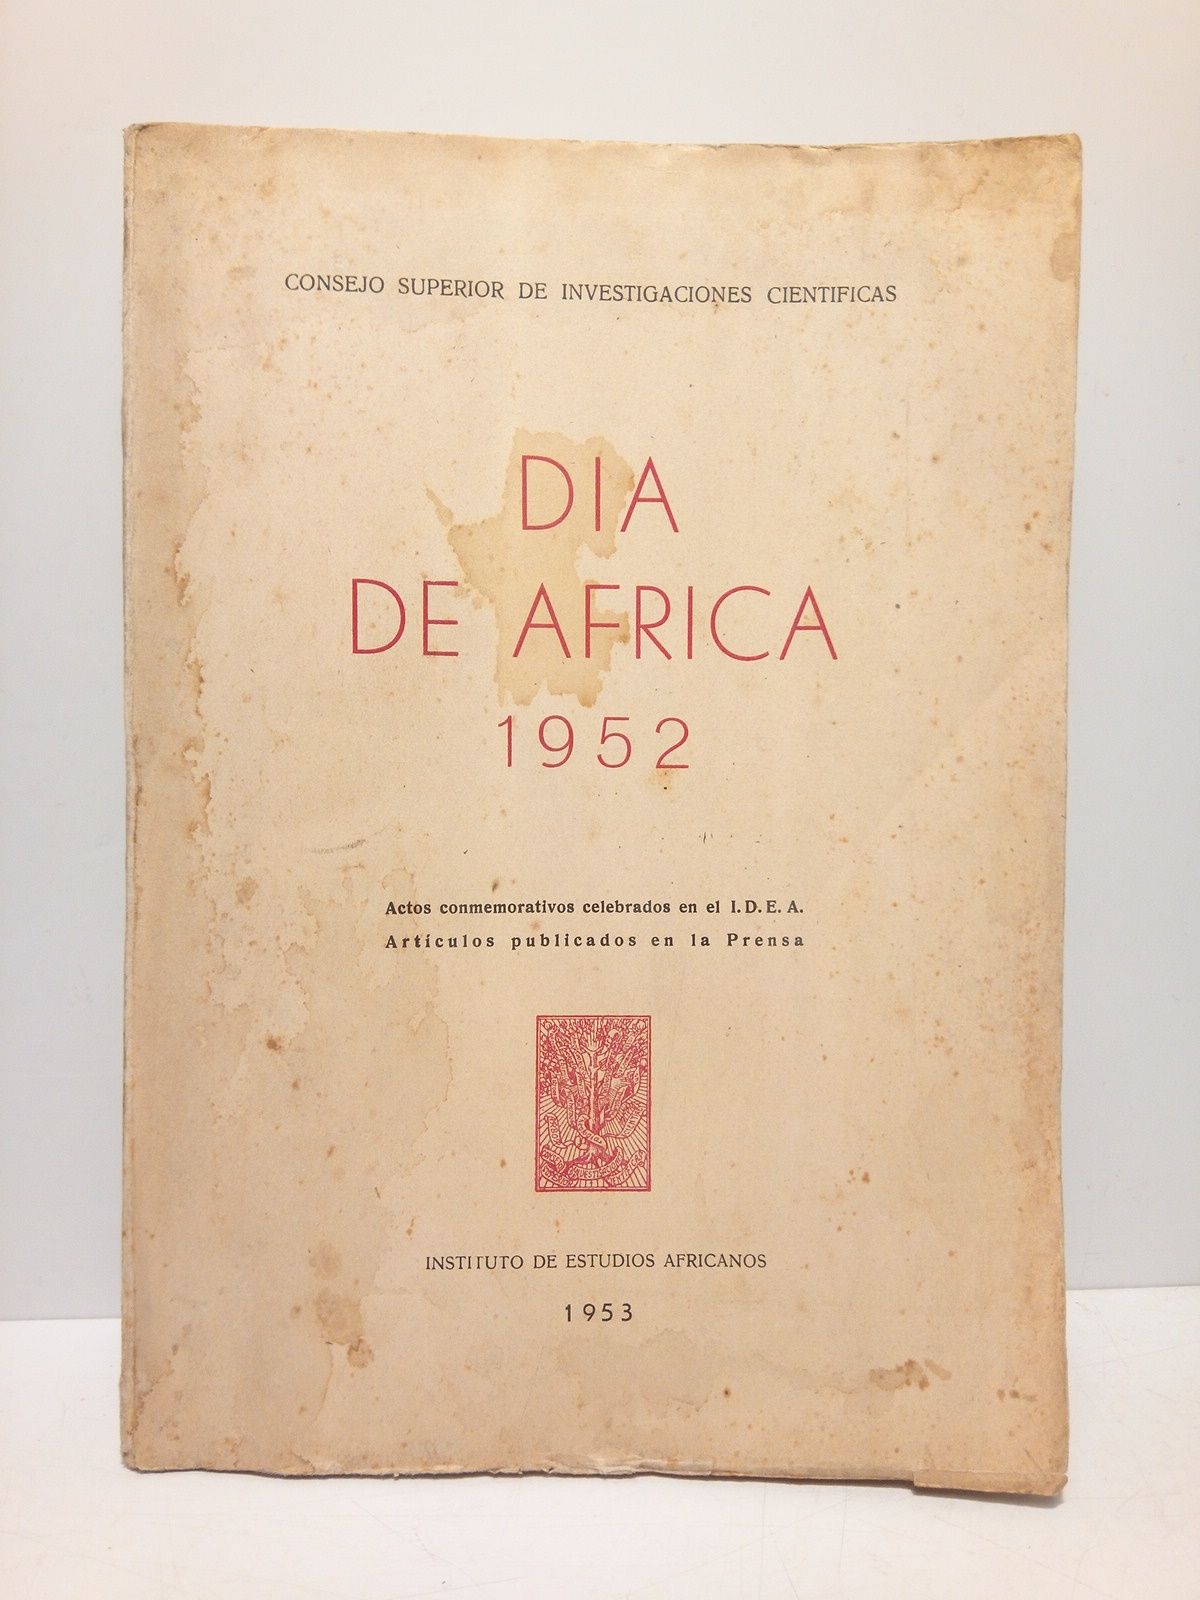 CONSEJO SUPERIOR DE INVESTIGACIONES CIENTIFICAS
DIA
DE AFRICA
1952
Actos conmemorativos celebrados en el I. D. E. A.
Artículos publicados en la Prensa
INSTITUTO DE ESTUDIOS AFRICANOS
1953